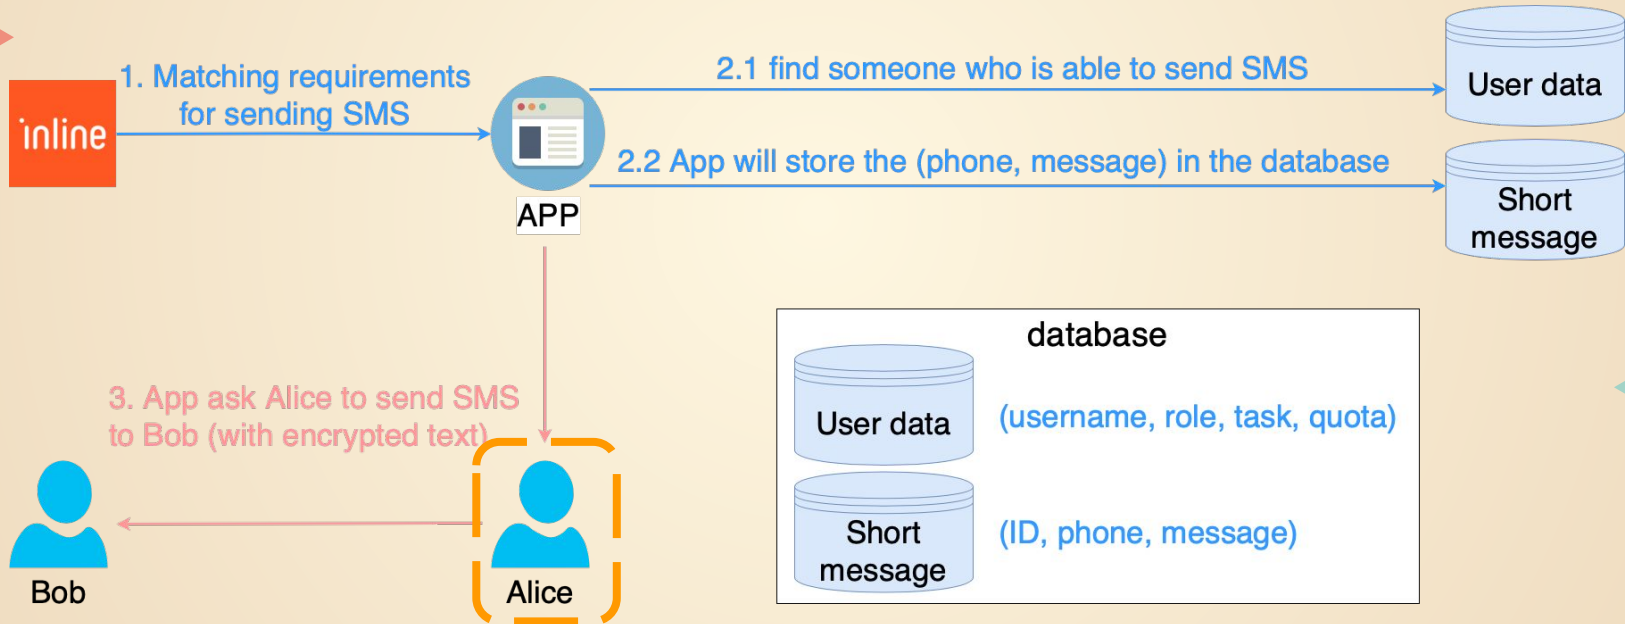 1. Matching requirements
for sending SMS
inline
APP
2.1 find someone who is able to send SMS
User data
2.2 App will store the (phone, message) in the database
Short
message
3. App ask Alice to send SMS
to Bob (with encrypted text)
Bob
Alice
database
User data
(username, role, task, quota)
Short
message
(ID, phone, message)